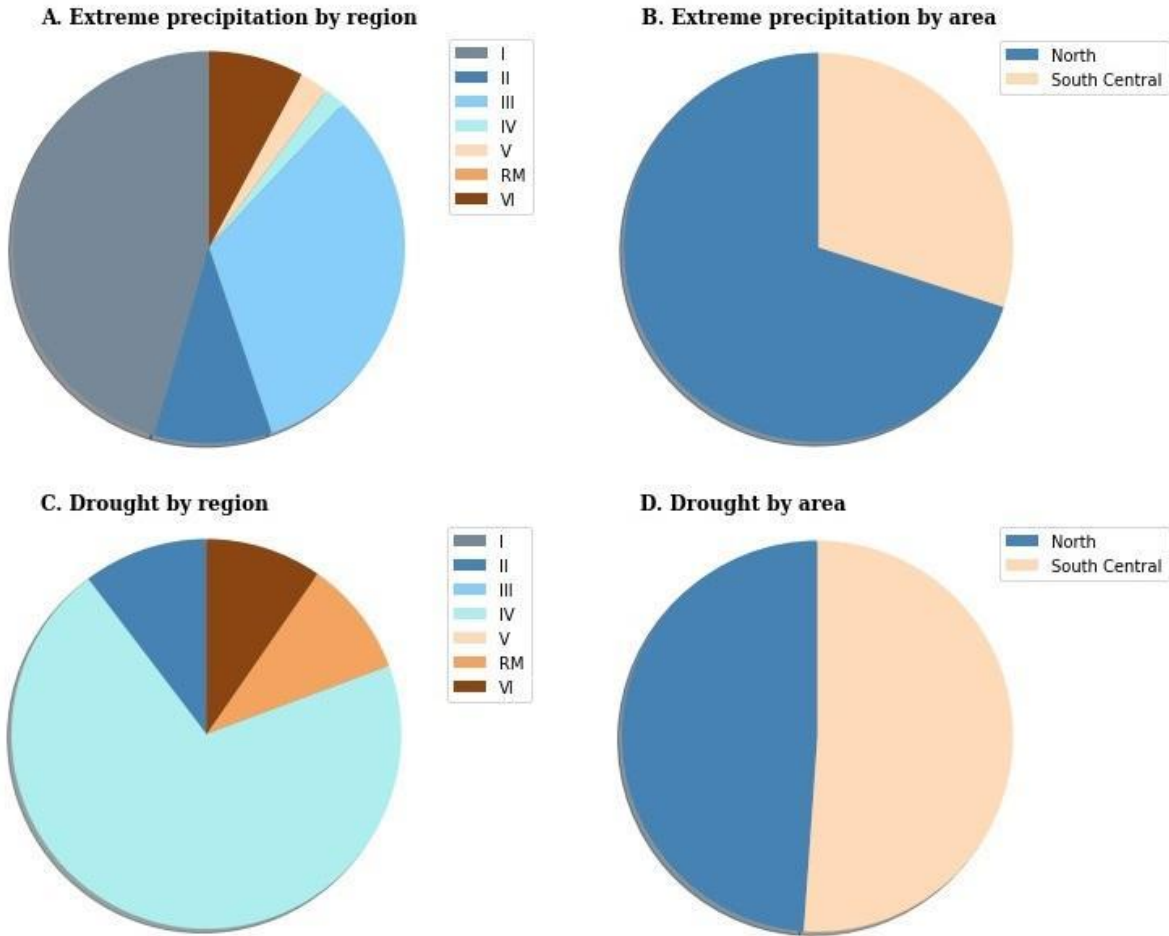 A. Extreme precipitation by region
I
II
III
IV
V
RM
VI
B. Extreme precipitation by area
North
South Central
C. Drought by region
I
II
III
IV
V
RM
VI
D. Drought by area
North
South Central